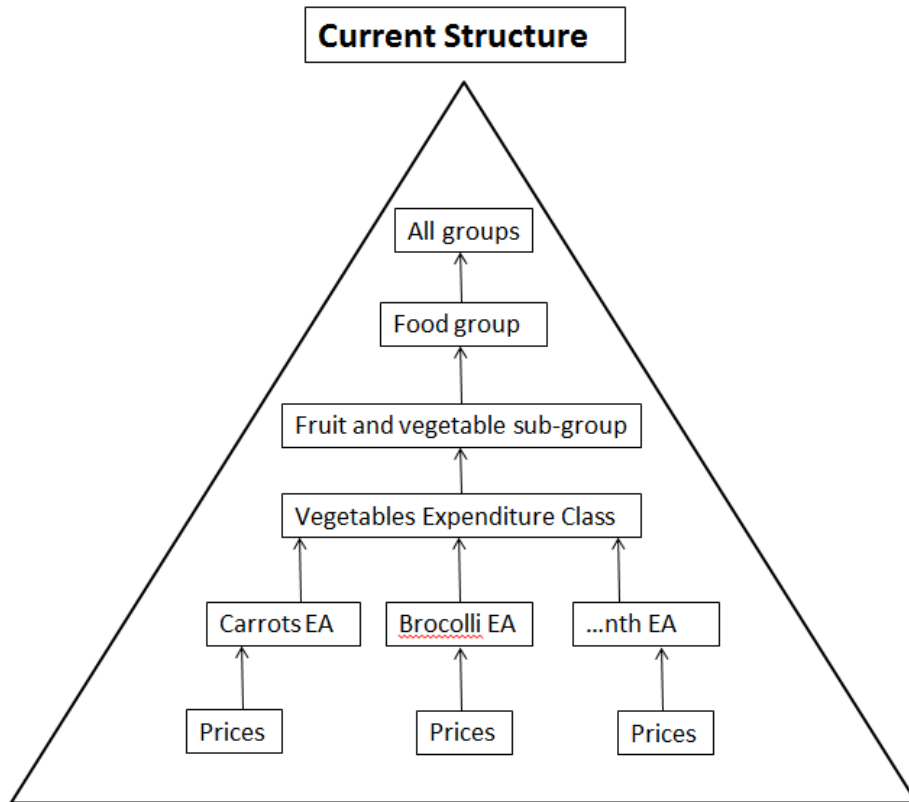 Current Structure
All groups
Food group
Fruit and vegetable sub-group
Vegetables Expenditure Class
Carrots EA
Brocolli EA
...nth EA
Prices
Prices
Prices